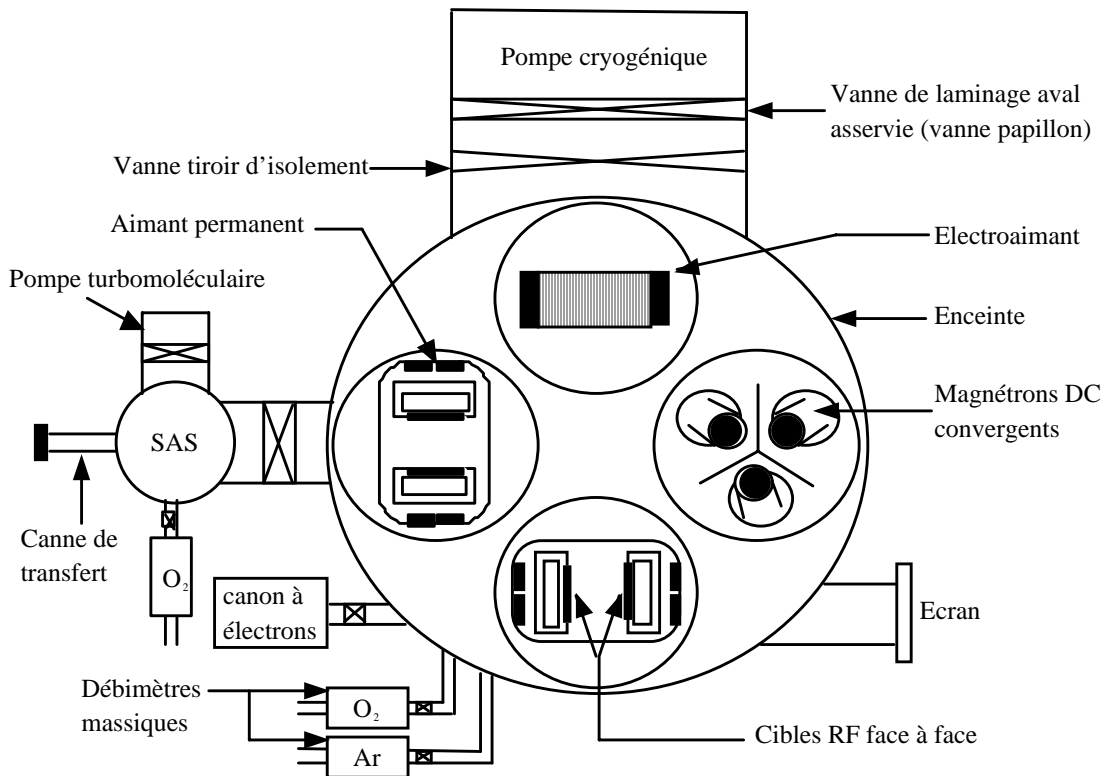 Pompe cryogénique
Vanne de laminage aval
asservie (vanne papillon)
Vanne tiroir d’isolement
Aimant permanent
Electroaimant
Pompe turbomoléculaire
Enceinte
Magnétrons DC
convergents
SAS
Canne de
transfert
O₂
canon à
électrons
Ecran
Débimètres
massiques
O₂
Ar
Cibles RF face à face